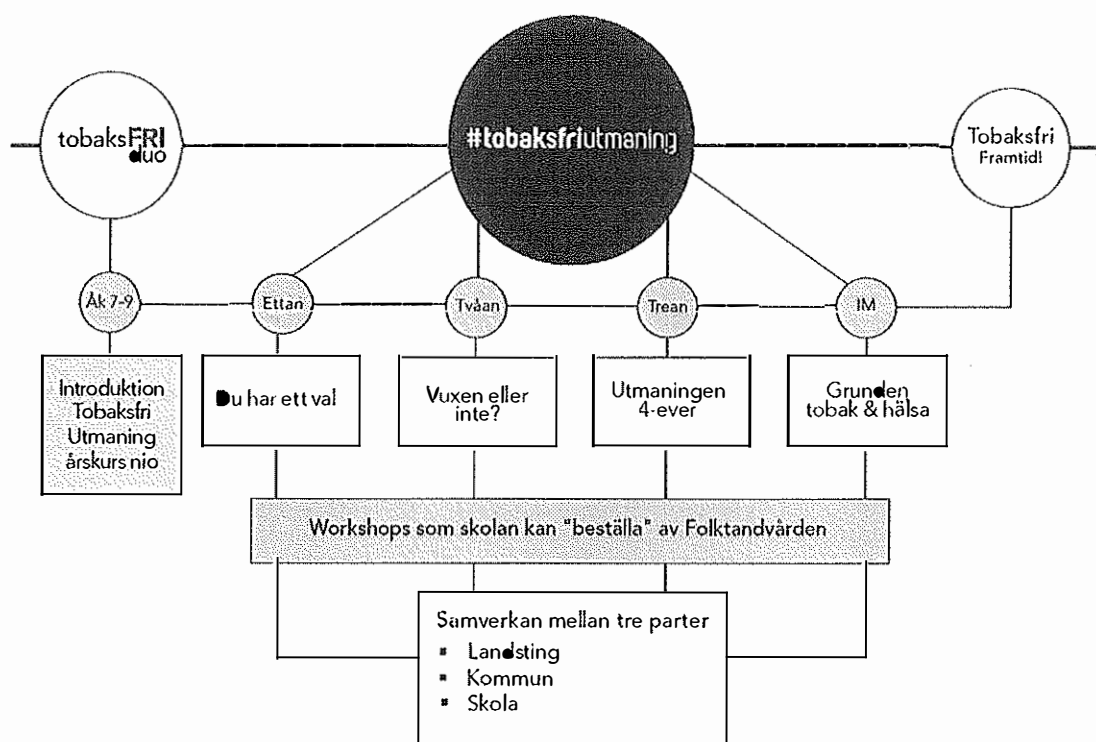 tobaksFRI
duo
#tobaksfriutmaning
Tobaksfri
Framtid!
Åk 7-9
Ettan
Tvåan
Trean
IM
Introduktion
Tobaksfri
Utmaning
årskurs nio
Du har ett val
Vuxen eller
inte?
Utmaningen
4-ever
Grunden
tobak & hälsa
Workshops som skolan kan "beställa" av Folktandvården
Samverkan mellan tre parter
▪ Landsting
▪ Kommun
▪ Skola